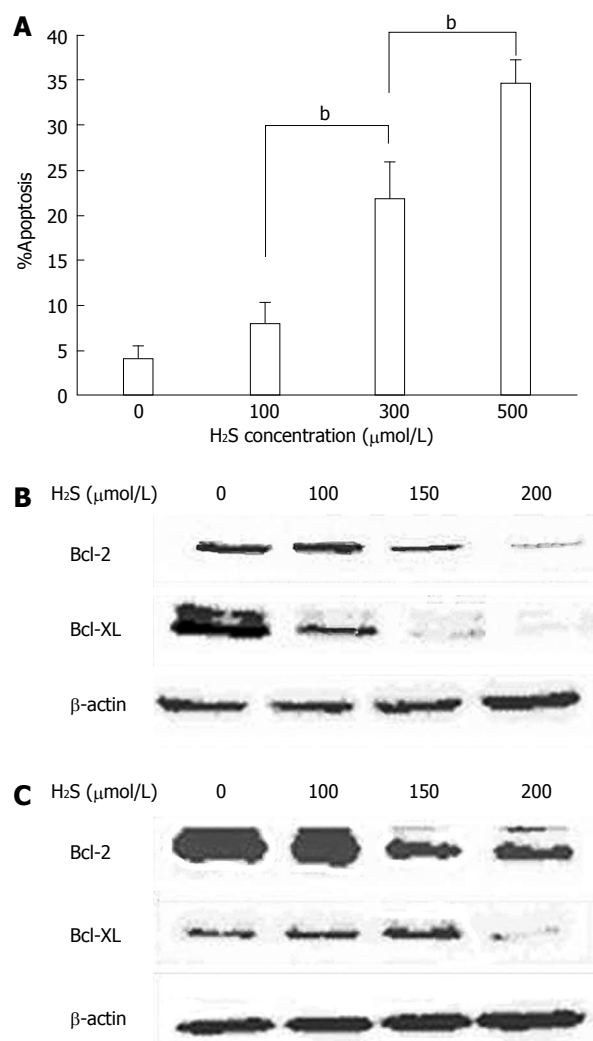 A
b
b
40
35
30
25
20
15
10
5
0
%Apoptosis
0 100 300 500
H₂S concentration (μmol/L)
B
H₂S (μmol/L) 0 100 150 200
Bcl-2
Bcl-XL
β-actin
C
H₂S (μmol/L) 0 100 150 200
Bcl-2
Bcl-XL
β-actin